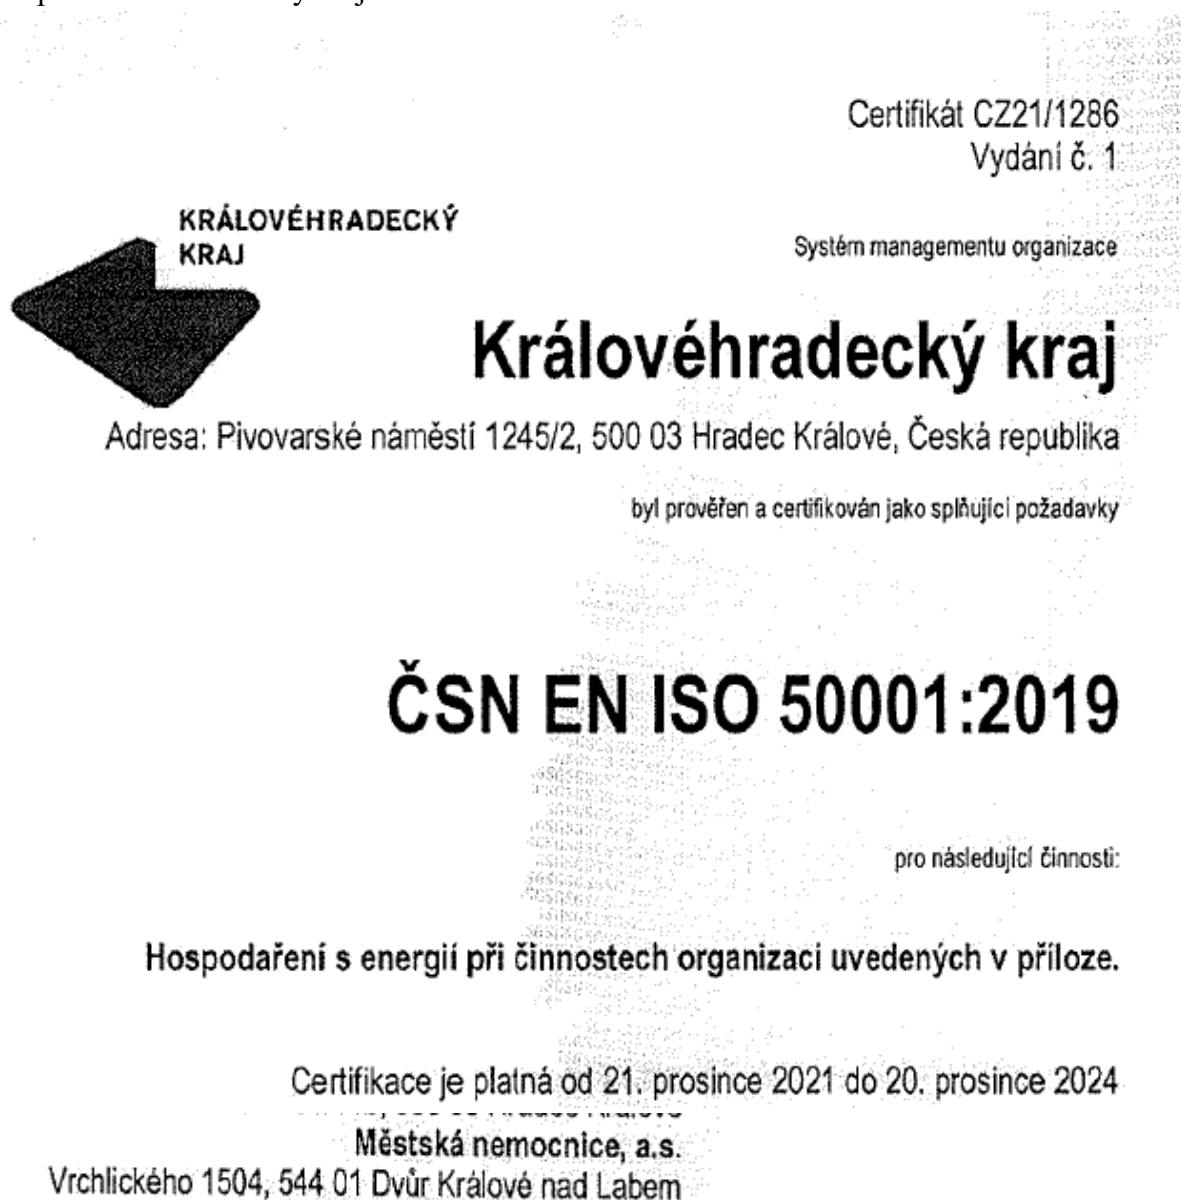 Certifikát CZ21/1286
Vydání č. 1
KRÁLOVÉHRADECKÝ
KRAJ
Systém managementu organizace
Královéhradecký kraj
Adresa: Pivovarské náměstí 1245/2, 500 03 Hradec Králové, Česká republika
byl prověřen a certifikován jako splňující požadavky
ČSN EN ISO 50001:2019
pro následující činnosti:
Hospodaření s energií při činnostech organizací uvedených v příloze.
Certifikace je platná od 21. prosince 2021 do 20. prosince 2024
Městská nemocnice, a.s.
Vrchlického 1504, 544 01 Dvůr Králové nad Labem